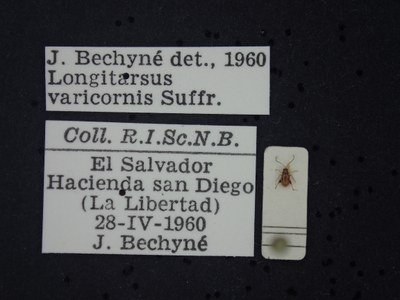 J. Bechyné det., 1960
Longitarsus
varicornis Suffr.
Coll. R.I.Sc.N.B.
El Salvador
Hacienda san Diego
(La Libertad)
28-IV-1960
J. Bechyné